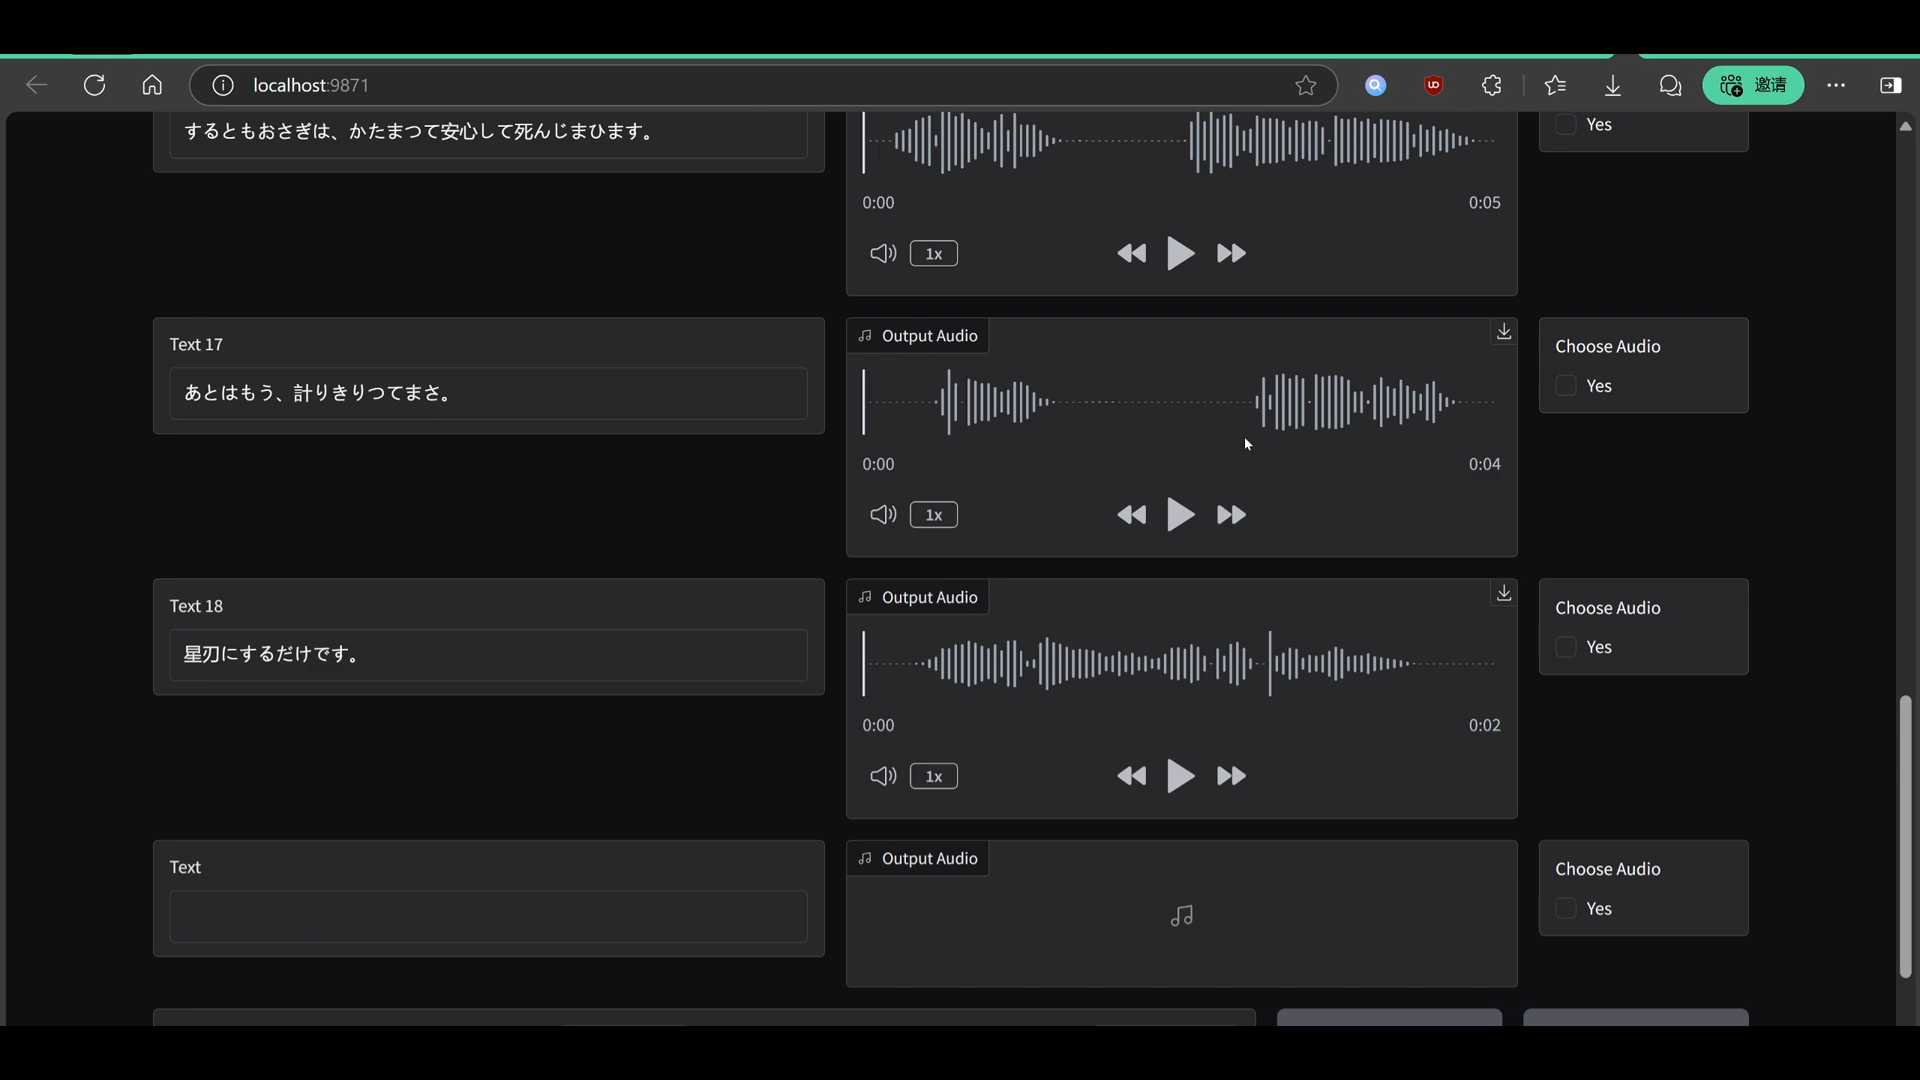 localhost:9871
UO
邀请
するともおさぎは、かたまつて安心して死んじまひます。
0:00
0:05
1x
Yes
Text 17
あとはもう、計りきりつてまさ。
Output Audio
0:00
0:04
1x
Choose Audio
Yes
Text 18
星刃にするだけです。
Output Audio
0:00
0:02
1x
Choose Audio
Yes
Text
Output Audio
Choose Audio
Yes